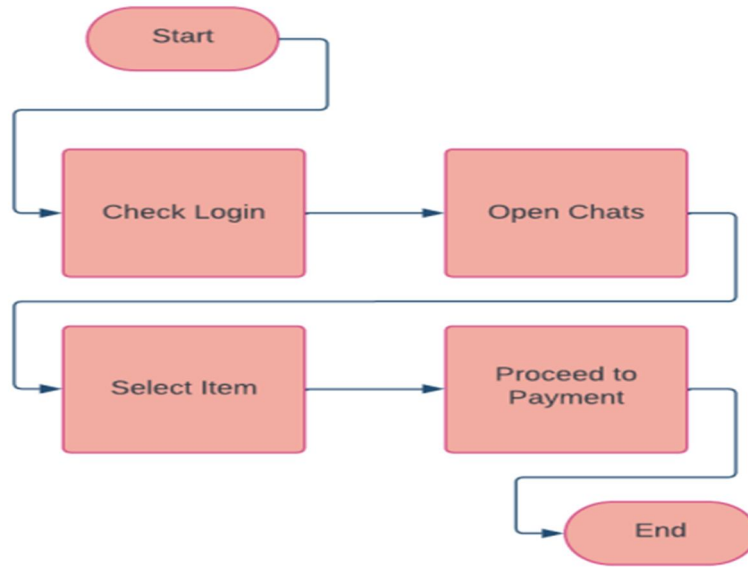 Start
Check Login
Open Chats
Select Item
Proceed to
Payment
End